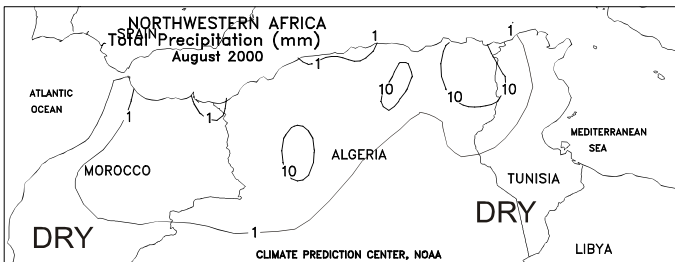 NORTHWESTERN AFRICA
SPAIN
Total Precipitation (mm)
August 2000
1
1
ATLANTIC
OCEAN
10
10
10
1
1
MEDITERRANEAN
SEA
ALGERIA
MOROCCO
10
TUNISIA
DRY
1
DRY
CLIMATE PREDICTION CENTER, NOAA
LIBYA